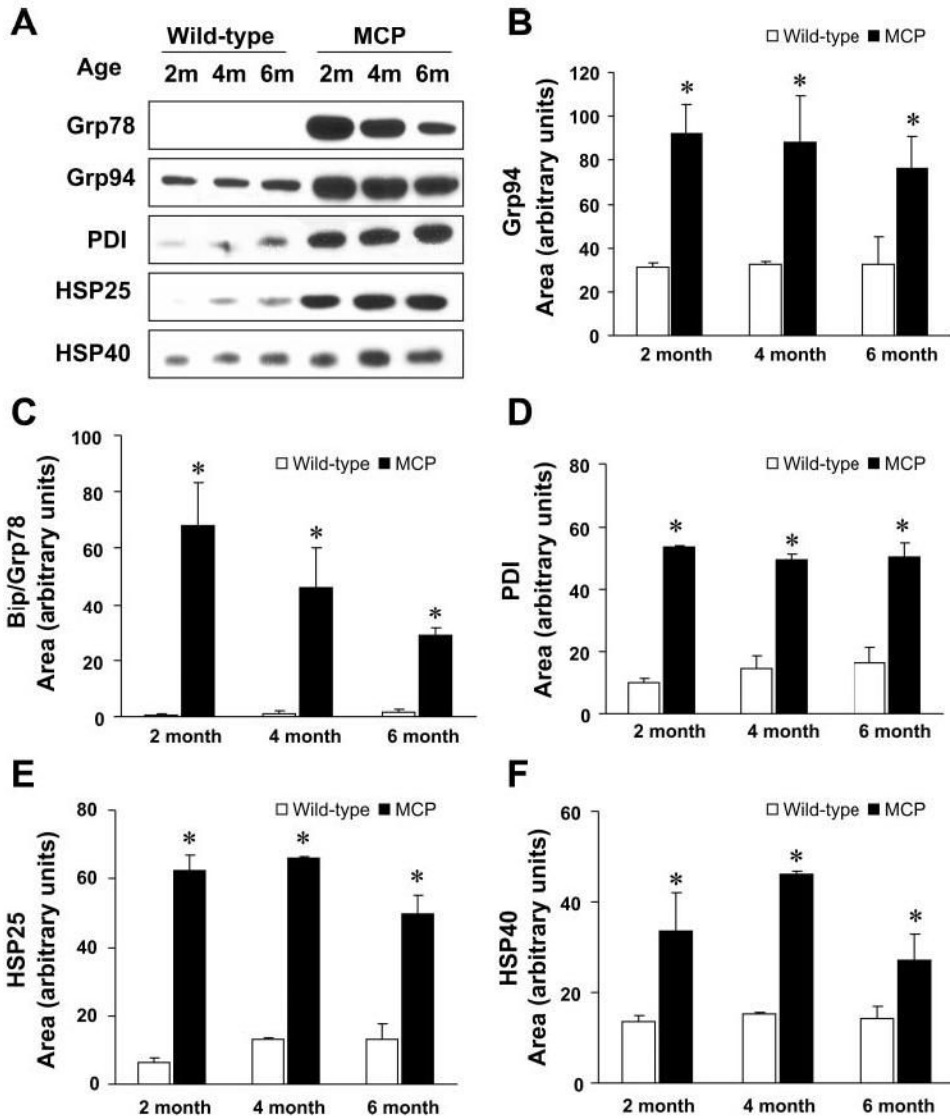 A
Wild-type MCP
Age 2m 4m 6m 2m 4m 6m
Grp78
Grp94
PDI
HSP25
HSP40
B
Wild-type MCP
Grp94
Area (arbitrary units)
120
100
80
60
40
20
0
* * *
2 month 4 month 6 month
C
Wild-type MCP
Bip/Grp78
Area (arbitrary units)
100
80
60
40
20
0
* * *
2 month 4 month 6 month
D
Wild-type MCP
PDI
Area (arbitrary units)
80
60
40
20
0
* * *
2 month 4 month 6 month
E
Wild-type MCP
HSP25
Area (arbitrary units)
80
60
40
20
0
* * *
2 month 4 month 6 month
F
Wild-type MCP
HSP40
Area (arbitrary units)
60
40
20
0
* * *
2 month 4 month 6 month